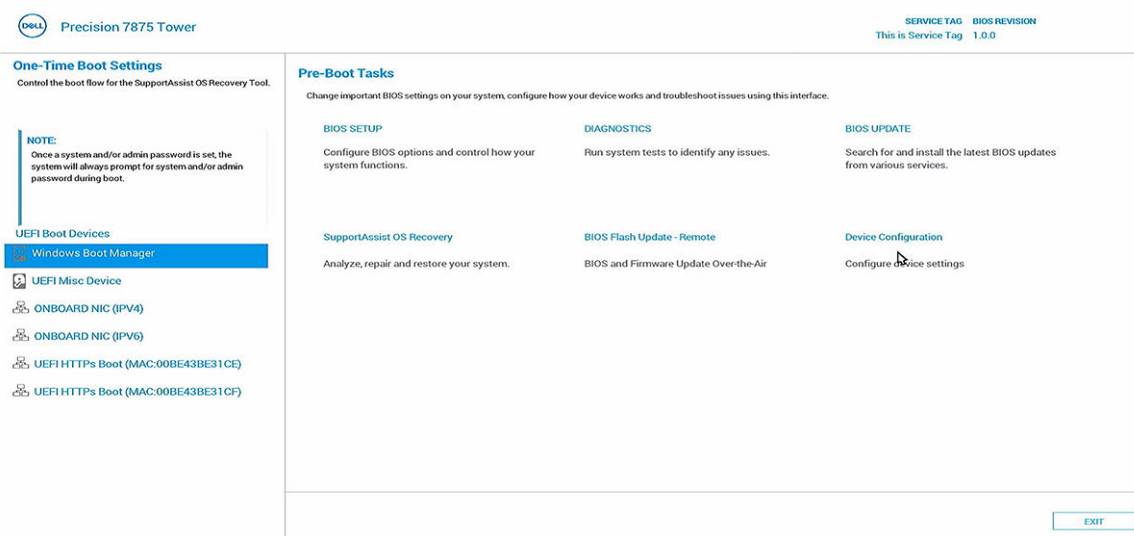 DELL
Precision 7875 Tower
SERVICE TAG BIOS REVISION
This is Service Tag 1.0.0
One-Time Boot Settings
Control the boot flow for the SupportAssist OS Recovery Tool.
NOTE:
Once a system and/or admin password is set, the
system will always prompt for system and/or admin
password during boot.
UEFI Boot Devices
Windows Boot Manager
UEFI Misc Device
ONBOARD NIC (IPV4)
ONBOARD NIC (IPV6)
UEFI HTTPs Boot (MAC:00BE43BE31CE)
UEFI HTTPs Boot (MAC:00BE43BE31CF)
Pre-Boot Tasks
Change important BIOS settings on your system, configure how your device works and troubleshoot issues using this interface.
BIOS SETUP
Configure BIOS options and control how your
system functions.
DIAGNOSTICS
Run system tests to identify any issues.
BIOS UPDATE
Search for and install the latest BIOS updates
from various services.
SupportAssist OS Recovery
Analyze, repair and restore your system.
BIOS Flash Update - Remote
BIOS and Firmware Update Over-the-Air
Device Configuration
Configure device settings
EXIT